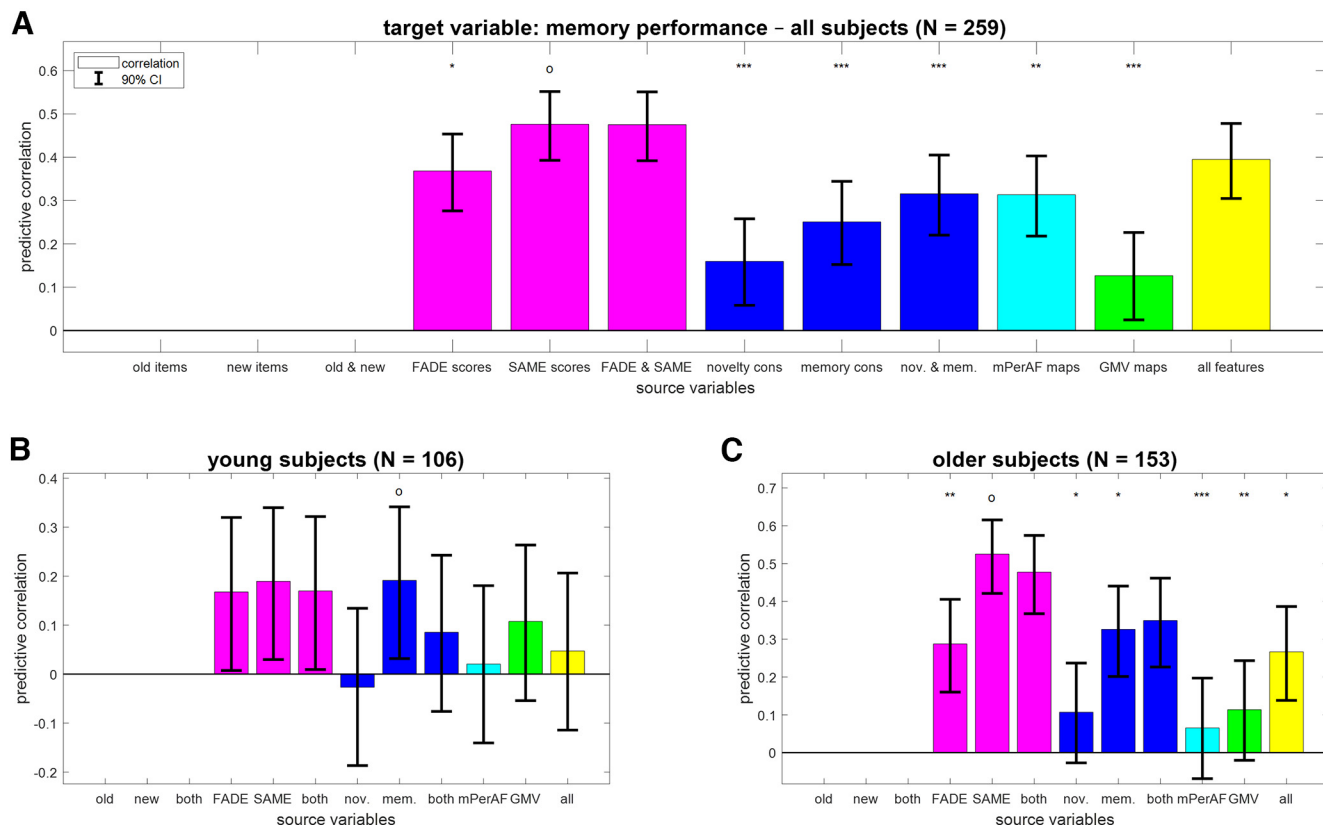 A
target variable: memory performance – all subjects (N = 259)
correlation
90% CI
* o *** *** *** ** ***
0.6
0.5
0.4
0.3
0.2
0.1
0
predictive correlation
old items new items old & new FADE scores SAME scores FADE & SAME novelty cons memory cons nov. & mem. mPerAF maps GMV maps all features
source variables
B
young subjects (N = 106)
o
0.4
0.3
0.2
0.1
0
-0.1
-0.2
predictive correlation
old new both FADE SAME both nov. mem. both mPerAF GMV all
source variables
C
older subjects (N = 153)
** o * * *** ** *
0.7
0.6
0.5
0.4
0.3
0.2
0.1
0
predictive correlation
old new both FADE SAME both nov. mem. both mPerAF GMV all
source variables